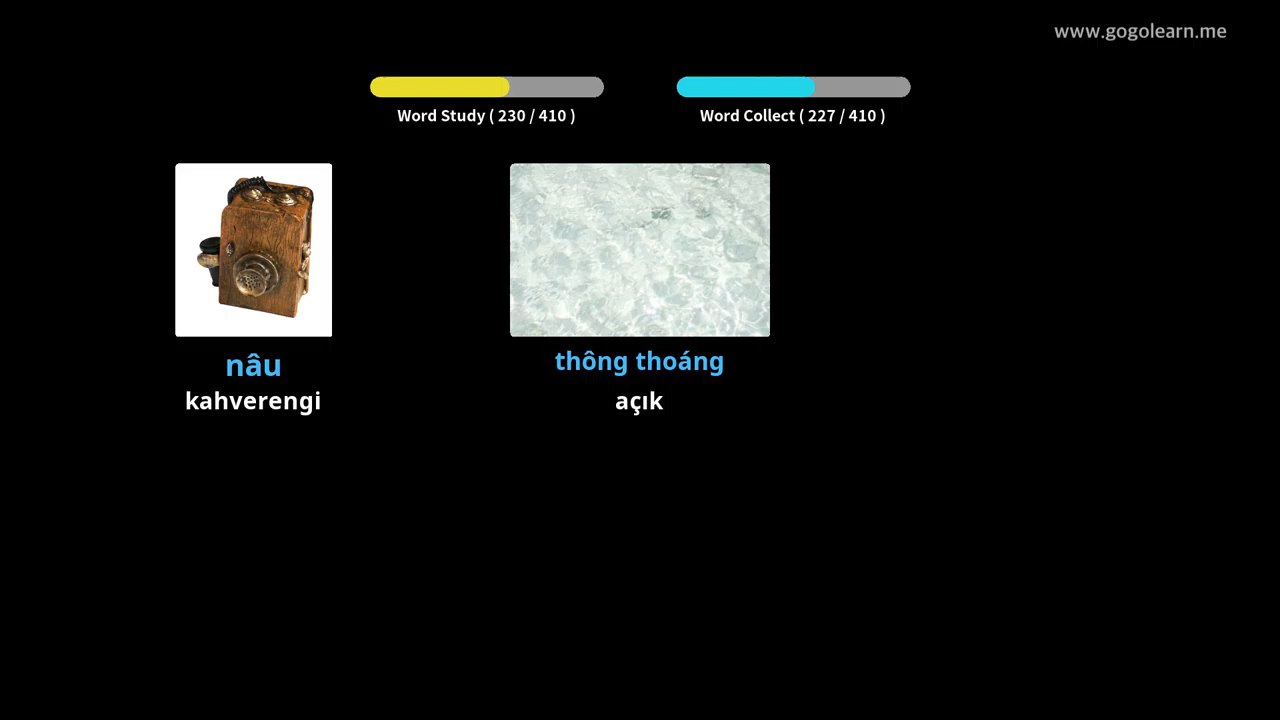 www.gogolearn.me
Word Study ( 230 / 410 )
Word Collect ( 227 / 410 )
nâu
kahverengi
thông thoáng
açık